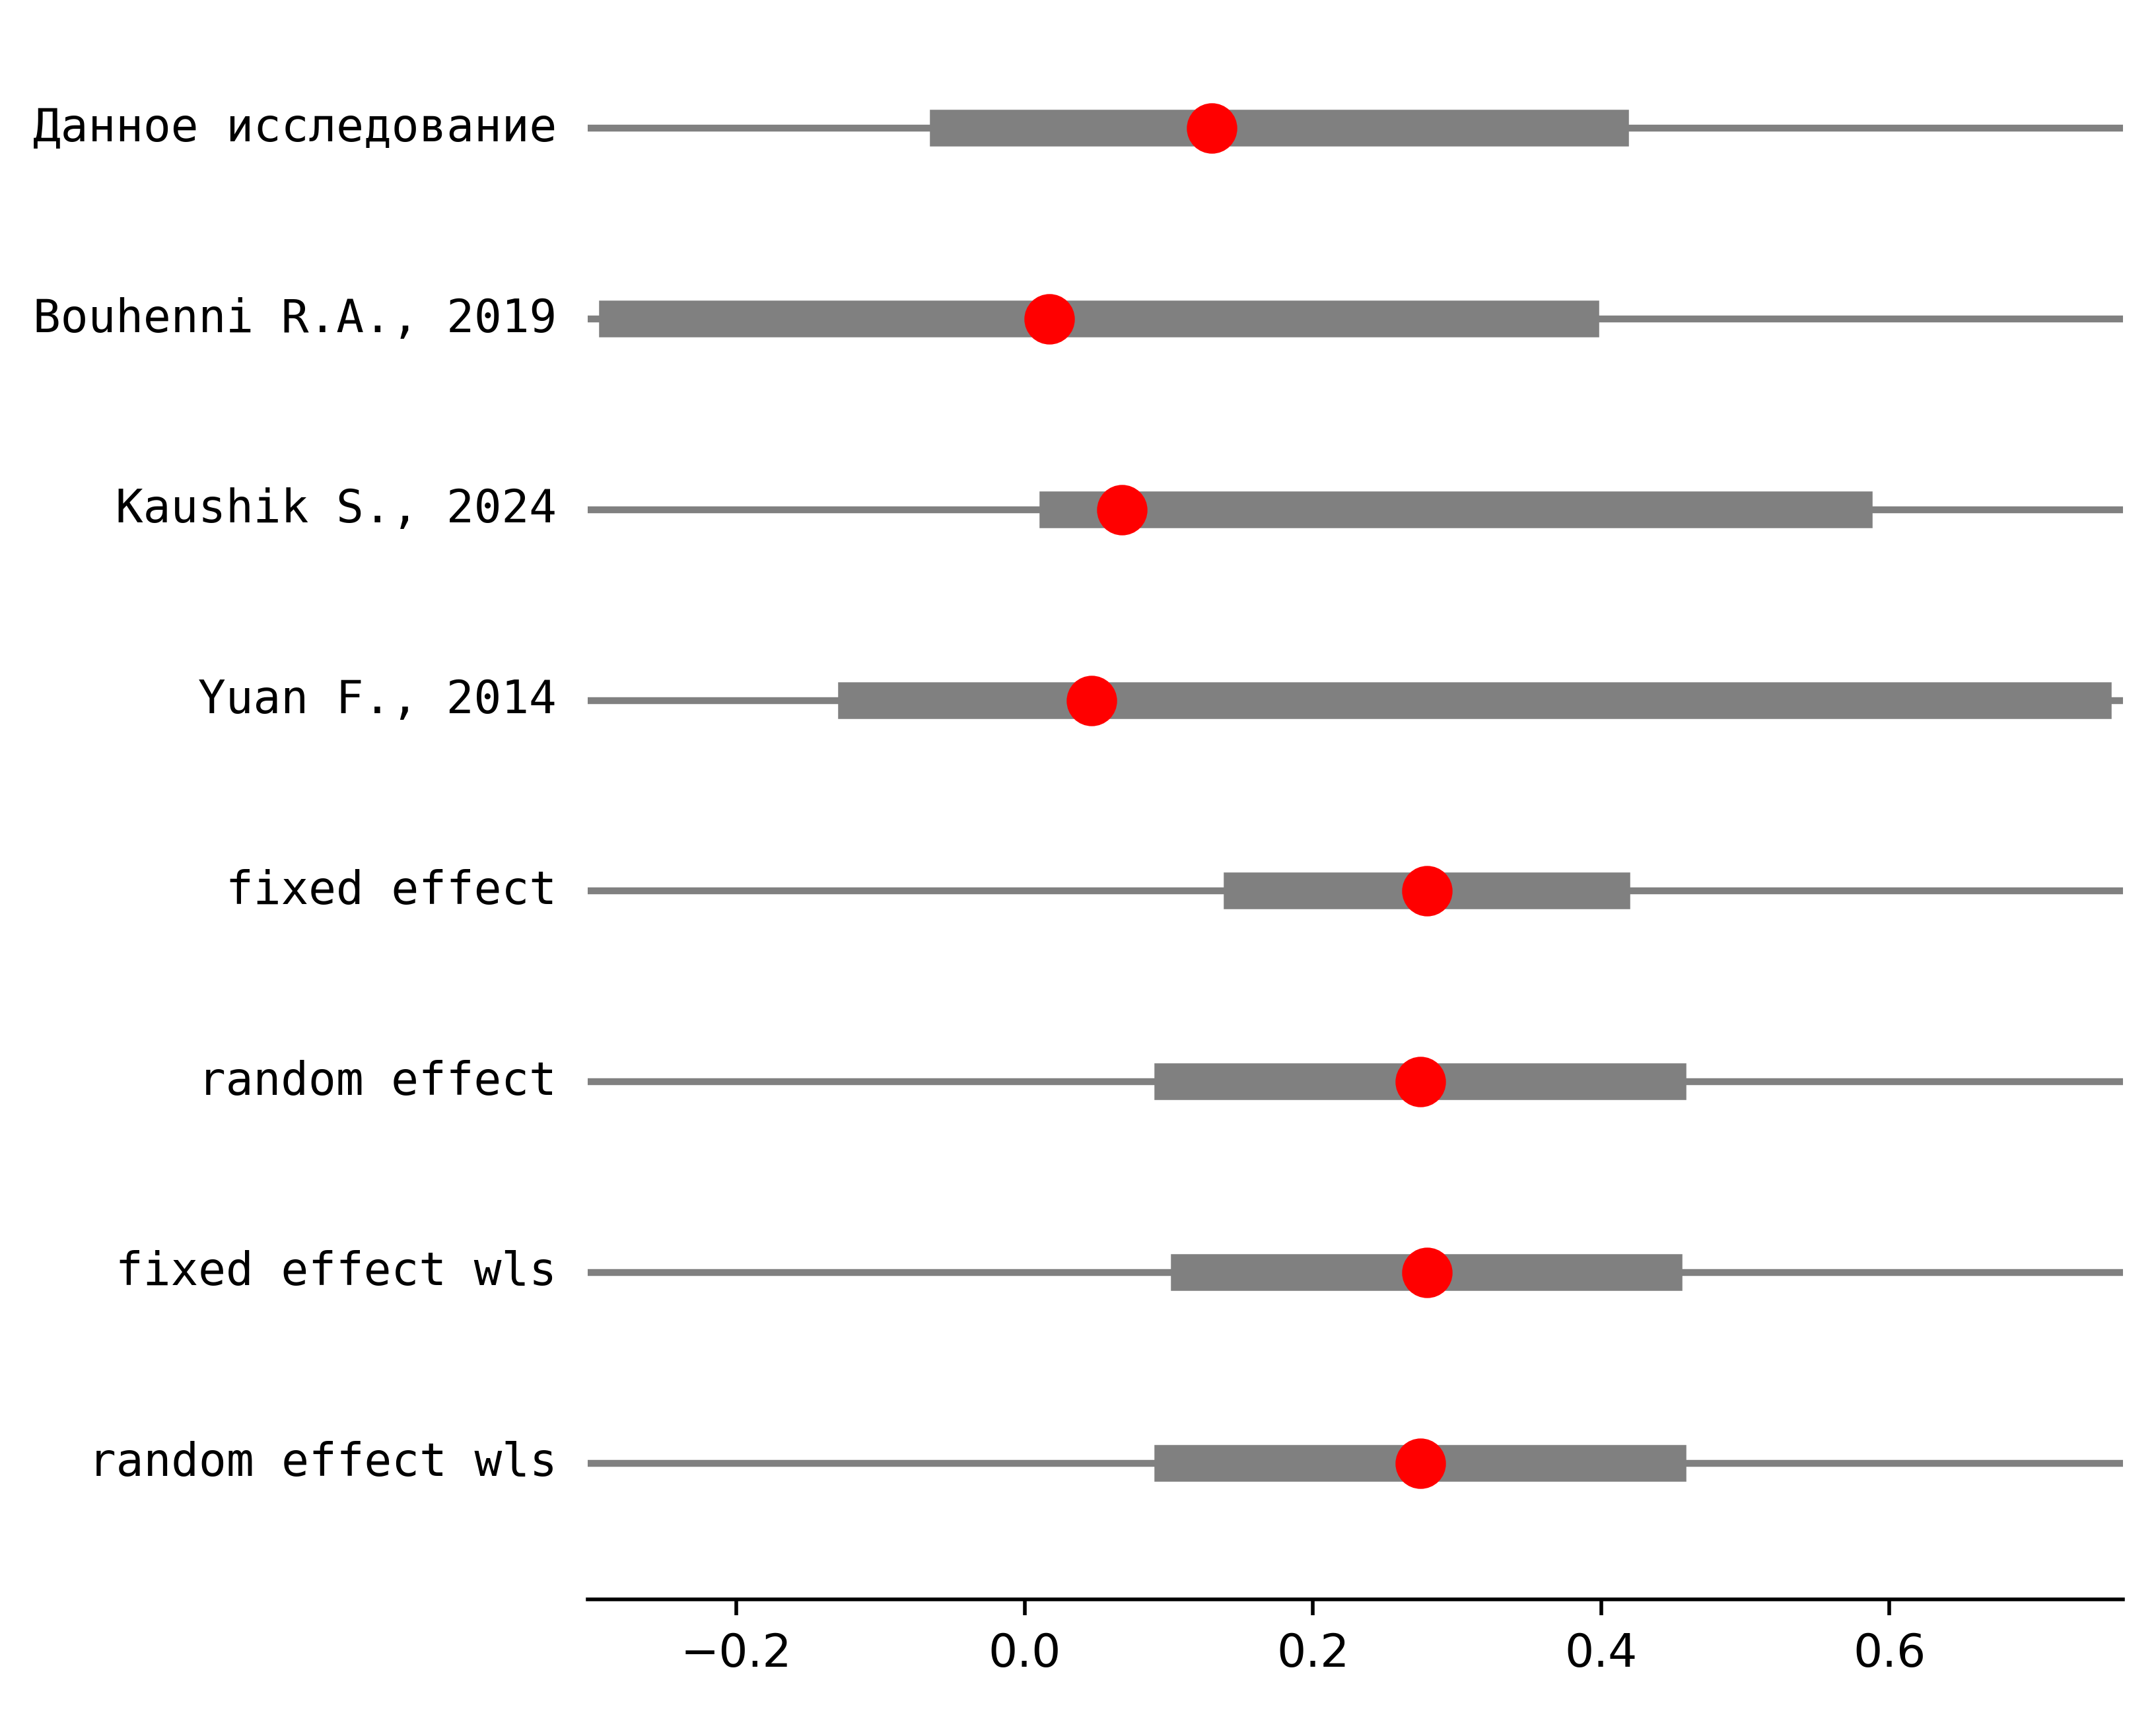 Данное исследование
Bouhenni R.A., 2019
Kaushik S., 2024
Yuan F., 2014
fixed effect
random effect
fixed effect wls
random effect wls
−0.2 0.0 0.2 0.4 0.6